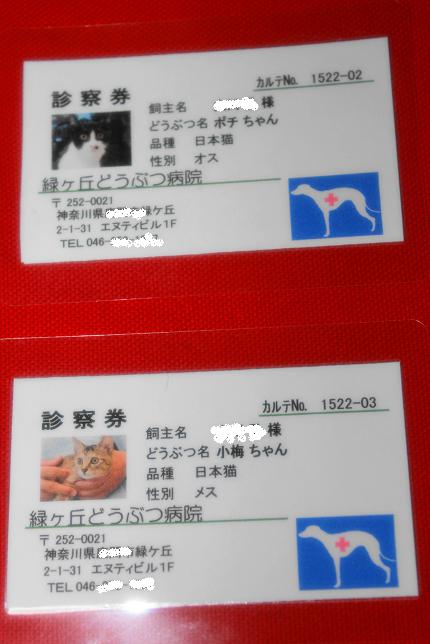 カルテNo. 1522-02
診察券
飼主名 様
どうぶつ名 ポチ ちゃん
品種 日本猫
性別 オス
緑ヶ丘どうぶつ病院
〒 252-0021
神奈川県 緑ケ丘
2-1-31 エヌティビル 1F
TEL 046-
カルテNo. 1522-03
診察券
飼主名 様
どうぶつ名 小梅 ちゃん
品種 日本猫
性別 メス
緑ヶ丘どうぶつ病院
〒 252-0021
神奈川県 緑ケ丘
2-1-31 エヌティビル 1F
TEL 046-